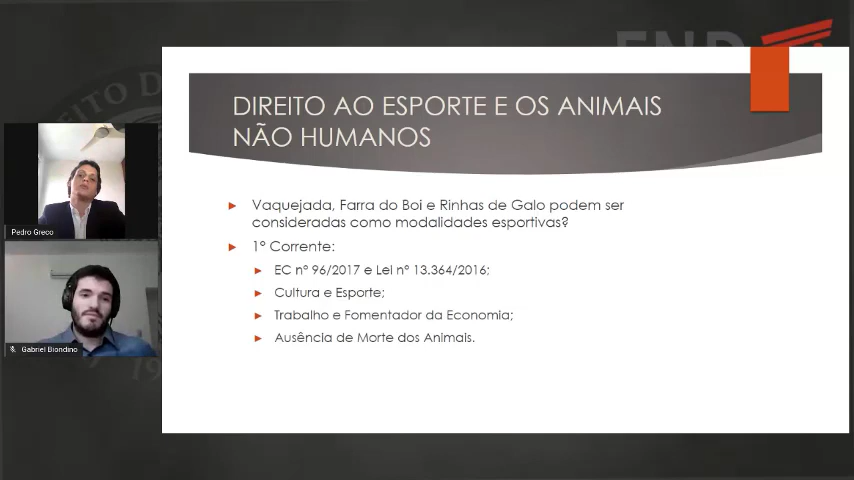 DIREITO AO ESPORTE E OS ANIMAIS
NÃO HUMANOS
Vaquejada, Farra do Boi e Rinhas de Galo podem ser
consideradas como modalidades esportivas?
1º Corrente:
EC nº 96/2017 e Lei nº 13.364/2016;
Cultura e Esporte;
Trabalho e Fomentador da Economia;
Ausência de Morte dos Animais.
Pedro Greco
Gabriel Biondino